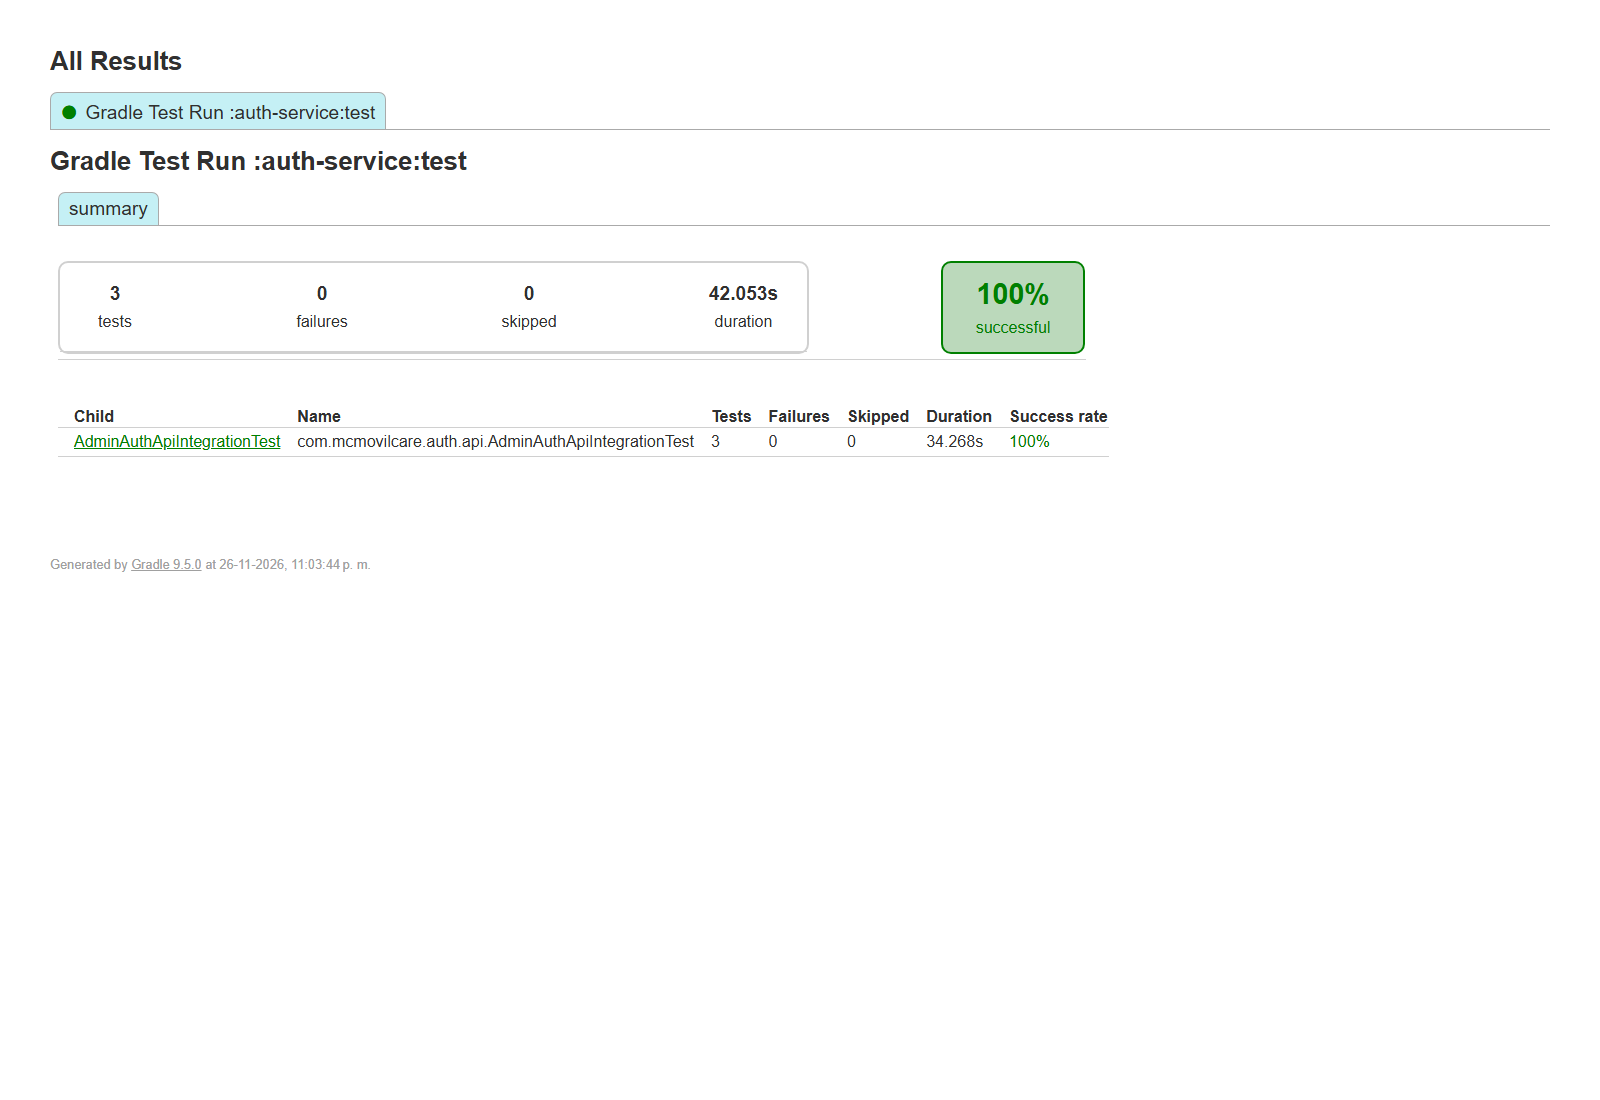 All Results
Gradle Test Run :auth-service:test
Gradle Test Run :auth-service:test
summary
3 0 0 42.053s 100%
tests failures skipped duration successful
Child Name Tests Failures Skipped Duration Success rate
AdminAuthApiIntegrationTest com.mcmovilcare.auth.api.AdminAuthApiIntegrationTest 3 0 0 34.268s 100%
Generated by Gradle 9.5.0 at 26-11-2026, 11:03:44 p. m.